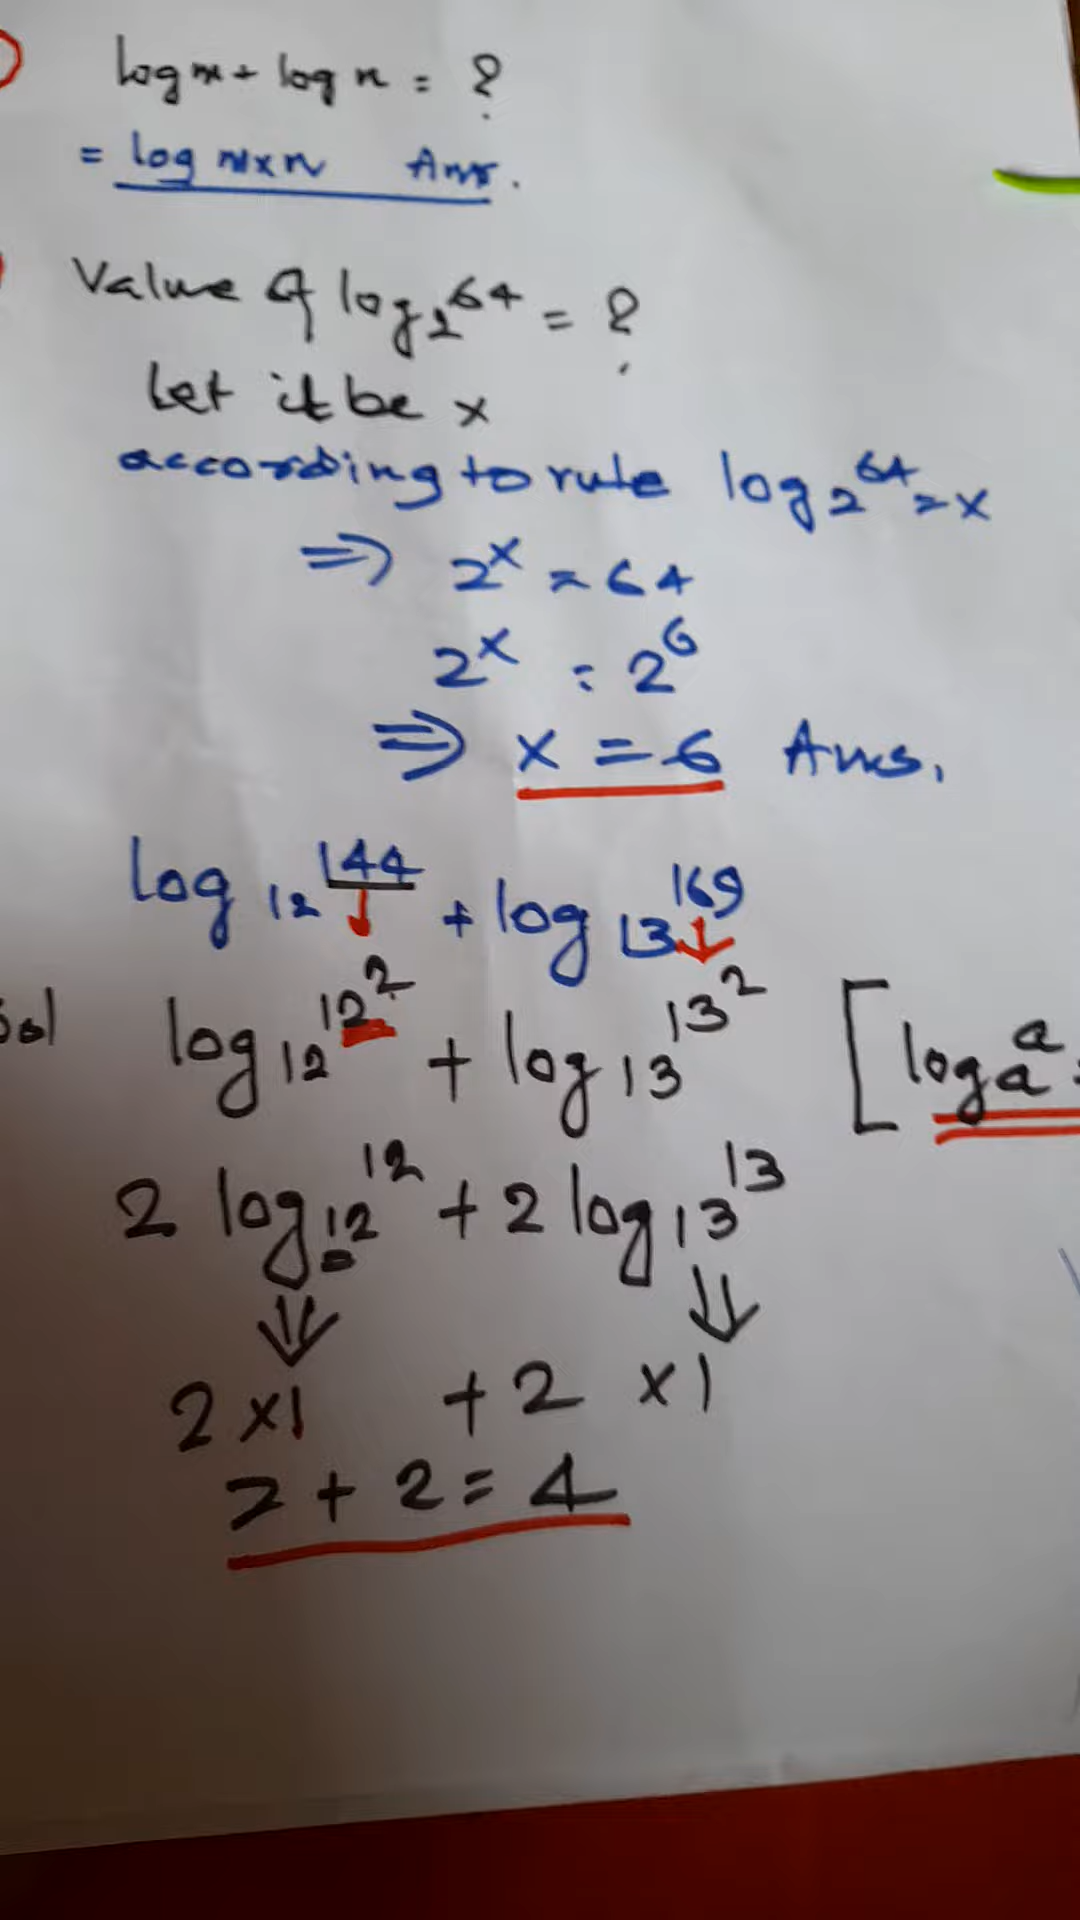 log m + log n = ?
= log m×n Ans.
Value of log₂64 = ?
Let it be x
according to rule log₂64 = x
⇒ 2ˣ = 64
2ˣ = 2⁶
⇒ x = 6 Ans.
log₁₂144 + log₁₃169
Sol log₁₂12² + log₁₃13² [logₐa =
2 log₁₂12 + 2 log₁₃13
2×1 + 2 ×1
2 + 2 = 4